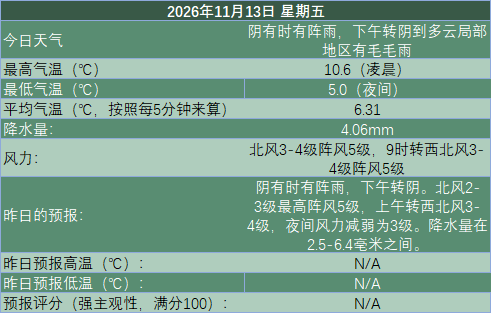 2026年11月13日 星期五
今日天气
阴有时有阵雨，下午转阴到多云局部
地区有毛毛雨
最高气温（℃）
10.6（凌晨）
最低气温（℃）
5.0（夜间）
平均气温（℃，按照每5分钟来算）
6.31
降水量：
4.06mm
风力：
北风3-4级阵风5级，9时转西北风3-
4级阵风5级
昨日的预报：
阴有时有阵雨，下午转阴。北风2-
3级最高阵风5级，上午转西北风3-
4级，夜间风力减弱为3级。降水量在
2.5-6.4毫米之间。
昨日预报高温（℃）：
N/A
昨日预报低温（℃）：
N/A
预报评分（强主观性，满分100）：
N/A